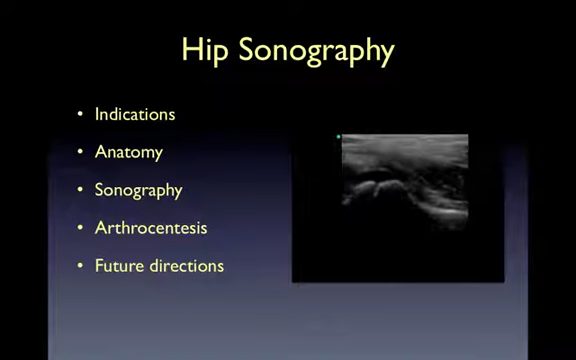 Hip Sonography
• Indications
• Anatomy
• Sonography
• Arthrocentesis
• Future directions